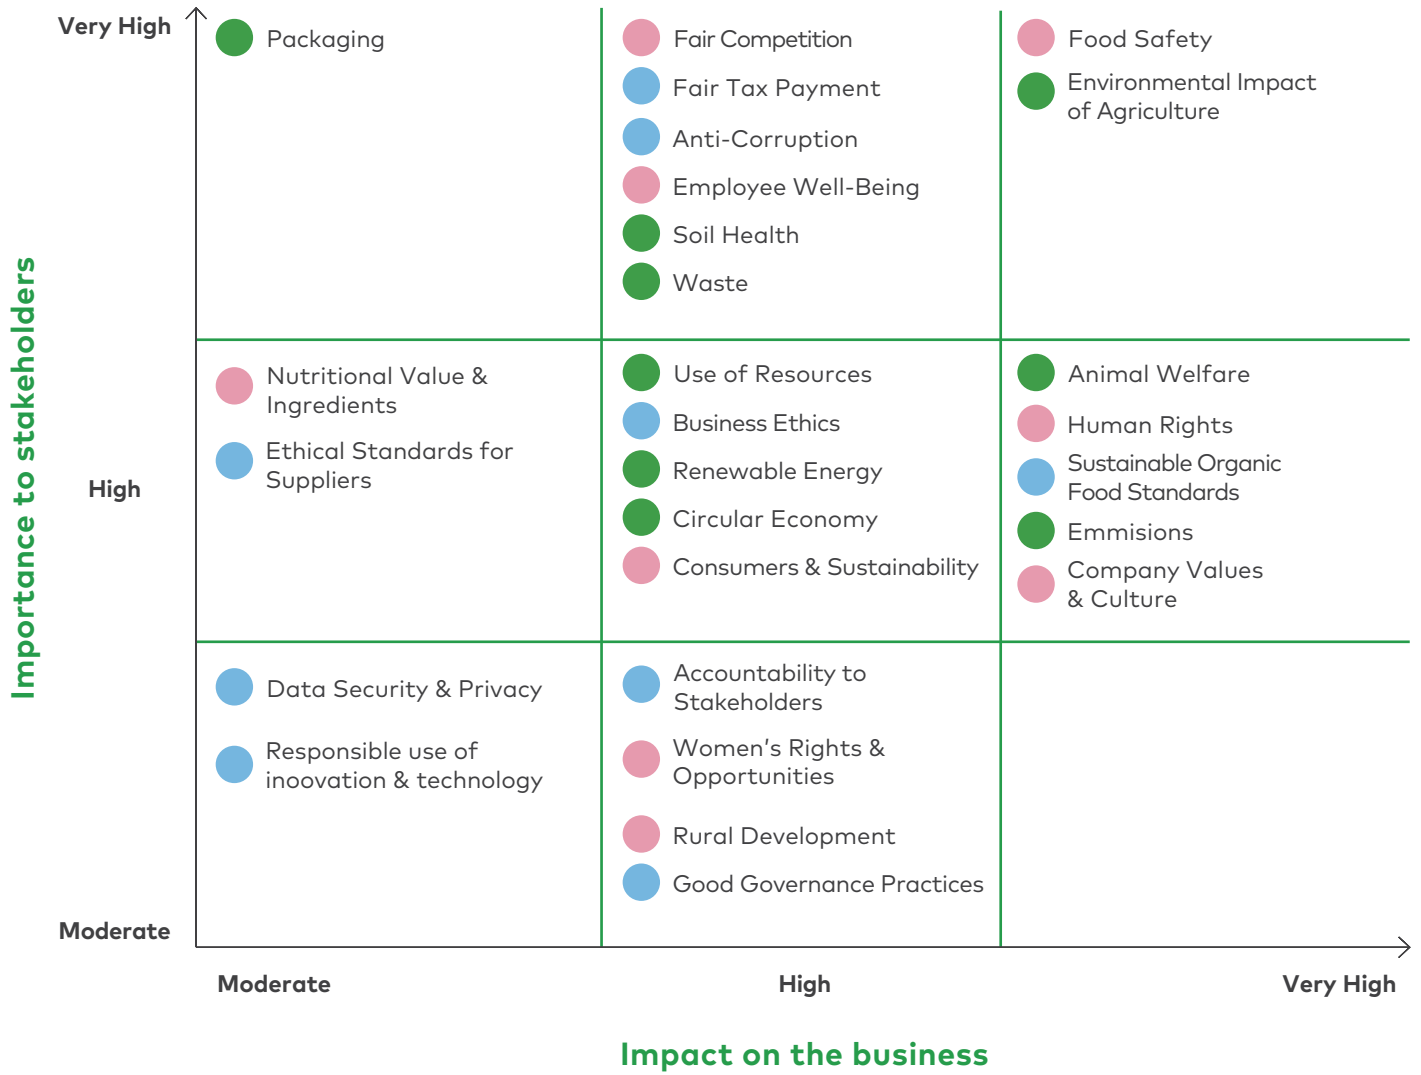 Very High
Packaging
Fair Competition
Fair Tax Payment
Anti-Corruption
Employee Well-Being
Soil Health
Waste
Food Safety
Environmental Impact
of Agriculture
Importance to stakeholders
High
Nutritional Value &
Ingredients
Ethical Standards for
Suppliers
Use of Resources
Business Ethics
Renewable Energy
Circular Economy
Consumers & Sustainability
Animal Welfare
Human Rights
Sustainable Organic
Food Standards
Emmisions
Company Values
& Culture
Data Security & Privacy
Responsible use of
inoovation & technology
Accountability to
Stakeholders
Women's Rights &
Opportunities
Rural Development
Good Governance Practices
Moderate
Moderate
High
Very High
Impact on the business